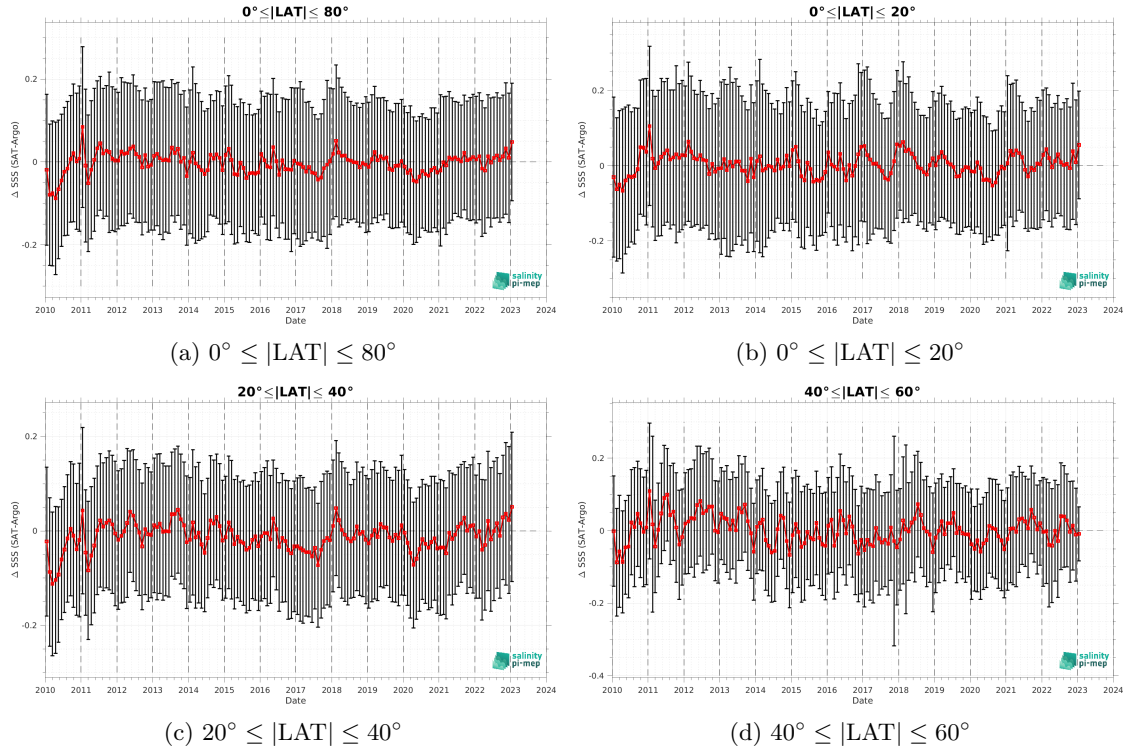 0°≤|LAT|≤ 80°
Δ SSS (SAT-Argo)
0.2
0
-0.2
salinity
pi-mep
2010 2011 2012 2013 2014 2015 2016 2017 2018 2019 2020 2021 2022 2023 2024
Date
(a) 0° ≤ |LAT| ≤ 80°
0°≤|LAT|≤ 20°
Δ SSS (SAT-Argo)
0.2
0
-0.2
salinity
pi-mep
2010 2011 2012 2013 2014 2015 2016 2017 2018 2019 2020 2021 2022 2023 2024
Date
(b) 0° ≤ |LAT| ≤ 20°
20°≤|LAT|≤ 40°
Δ SSS (SAT-Argo)
0.2
0
-0.2
salinity
pi-mep
2010 2011 2012 2013 2014 2015 2016 2017 2018 2019 2020 2021 2022 2023 2024
Date
(c) 20° ≤ |LAT| ≤ 40°
40°≤|LAT|≤ 60°
Δ SSS (SAT-Argo)
0.2
0
-0.2
-0.4
salinity
pi-mep
2010 2011 2012 2013 2014 2015 2016 2017 2018 2019 2020 2021 2022 2023 2024
Date
(d) 40° ≤ |LAT| ≤ 60°